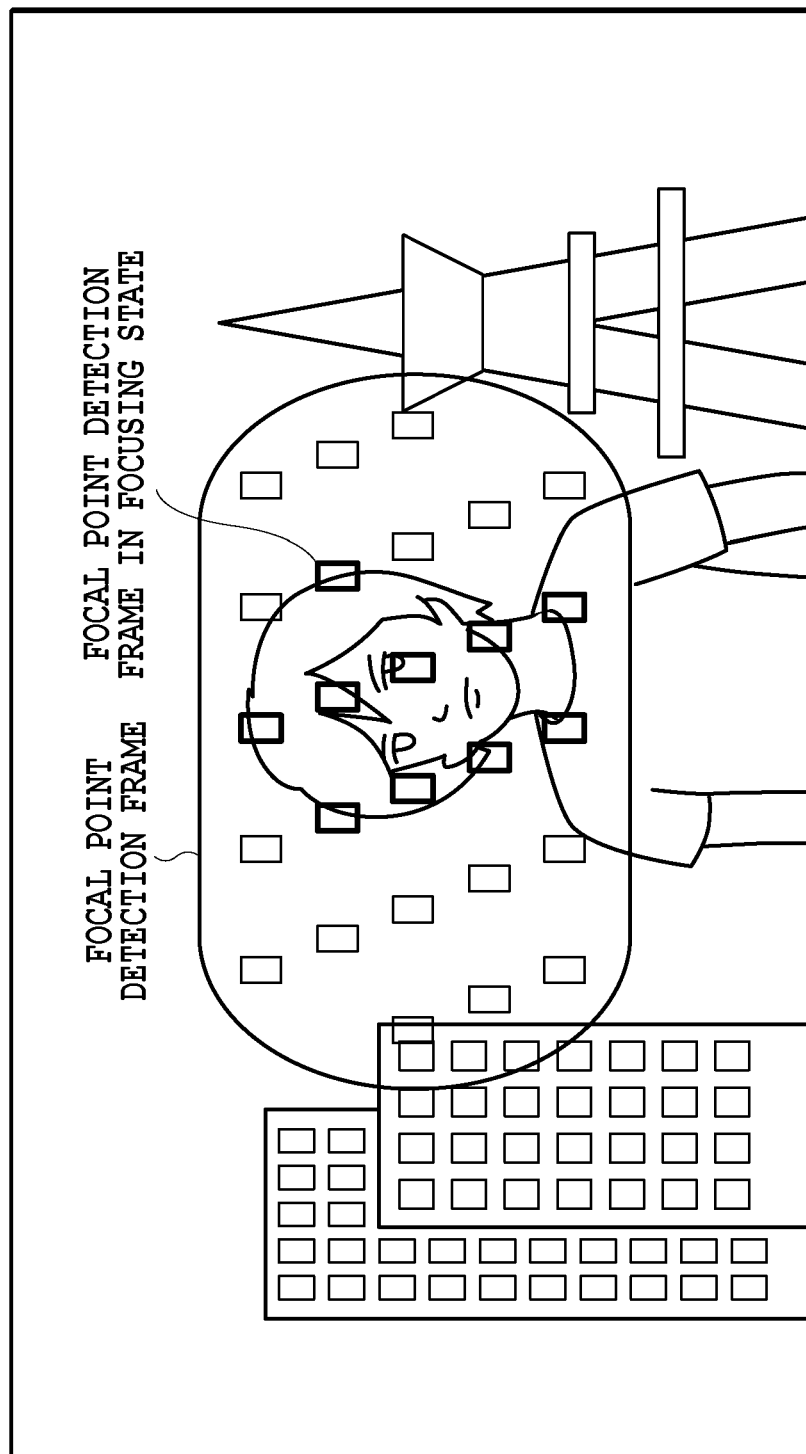 FOCAL POINT
DETECTION FRAME
FOCAL POINT DETECTION
FRAME IN FOCUSING STATE